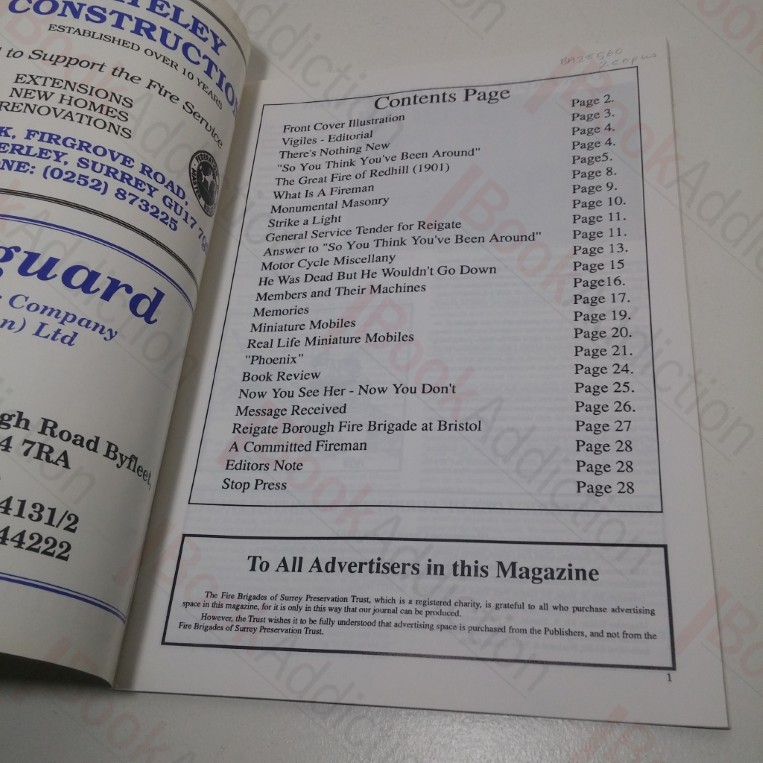 TELEY
CONSTRUCTIO
ESTABLISHED OVER 10 YEARS
to Support the Fire Service
EXTENSIONS
NEW HOMES
RENOVATIONS
K, FIRGROVE ROAD,
ERLEY, SURREY GU17
NE: (0252) 873225
guard
Company
n) Ltd
gh Road Byfleet,
4 7RA
4131/2
44222
2 copies
Contents Page
Front Cover Illustration Page 2.
Vigiles - Editorial Page 3.
There's Nothing New Page 4.
"So You Think You've Been Around" Page 4.
The Great Fire of Redhill (1901) Page5.
What Is A Fireman Page 8.
Monumental Masonry Page 9.
Strike a Light Page 10.
General Service Tender for Reigate Page 11.
Answer to "So You Think You've Been Around" Page 11.
Motor Cycle Miscellany Page 13.
He Was Dead But He Wouldn't Go Down Page 15
Members and Their Machines Page16.
Memories Page 17.
Miniature Mobiles Page 19.
Real Life Miniature Mobiles Page 20.
"Phoenix" Page 21.
Book Review Page 24.
Now You See Her - Now You Don't Page 25.
Message Received Page 26.
Reigate Borough Fire Brigade at Bristol Page 27
A Committed Fireman Page 28
Editors Note Page 28
Stop Press Page 28
To All Advertisers in this Magazine
The Fire Brigades of Surrey Preservation Trust, which is a registered charity, is grateful to all who purchase advertising
space in this magazine, for it is only in this way that our journal can be produced.
However, the Trust wishes it to be fully understood that advertising space is purchased from the Publishers, and not from the
Fire Brigades of Surrey Preservation Trust.
1
BookAddiction